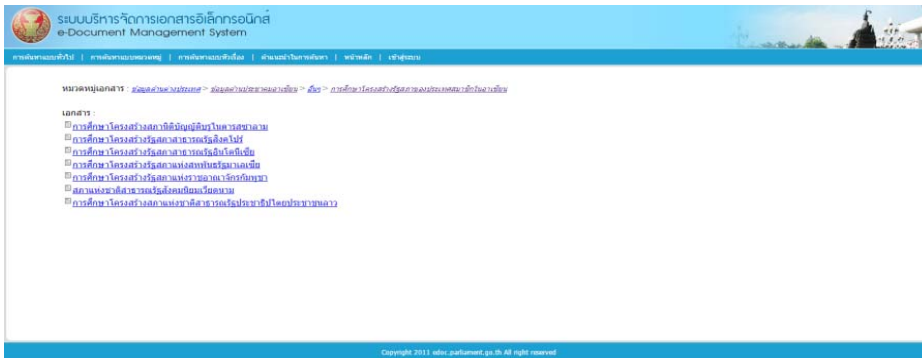 ระบบบริหารจัดการเอกสารอิเล็กทรอนิกส์
e-Document Management System
การค้นหาแบบทั่วไป | การค้นหาแบบหมวดหมู่ | การค้นหาแบบหัวเรื่อง | คำแนะนำในการค้นหา | หน้าหลัก | เข้าสู่ระบบ
หมวดหมู่เอกสาร : ข้อมูลด้านต่างประเทศ > ข้อมูลด้านประชาคมอาเซียน > อื่นๆ > การศึกษาโครงสร้างรัฐสภาของประเทศสมาชิกในอาเซียน
เอกสาร :
การศึกษาโครงสร้างสภานิติบัญญัติบรูไนดารุสซาลาม
การศึกษาโครงสร้างรัฐสภาสาธารณรัฐสิงคโปร์
การศึกษาโครงสร้างรัฐสภาสาธารณรัฐอินโดนีเซีย
การศึกษาโครงสร้างรัฐสภาแห่งสหพันธรัฐมาเลเซีย
การศึกษาโครงสร้างรัฐสภาแห่งราชอาณาจักรกัมพูชา
สภาแห่งชาติสาธารณรัฐสังคมนิยมเวียดนาม
การศึกษาโครงสร้างสภาแห่งชาติสาธารณรัฐประชาธิปไตยประชาชนลาว
Copyright 2011 edoc.parliament.go.th All right reserved